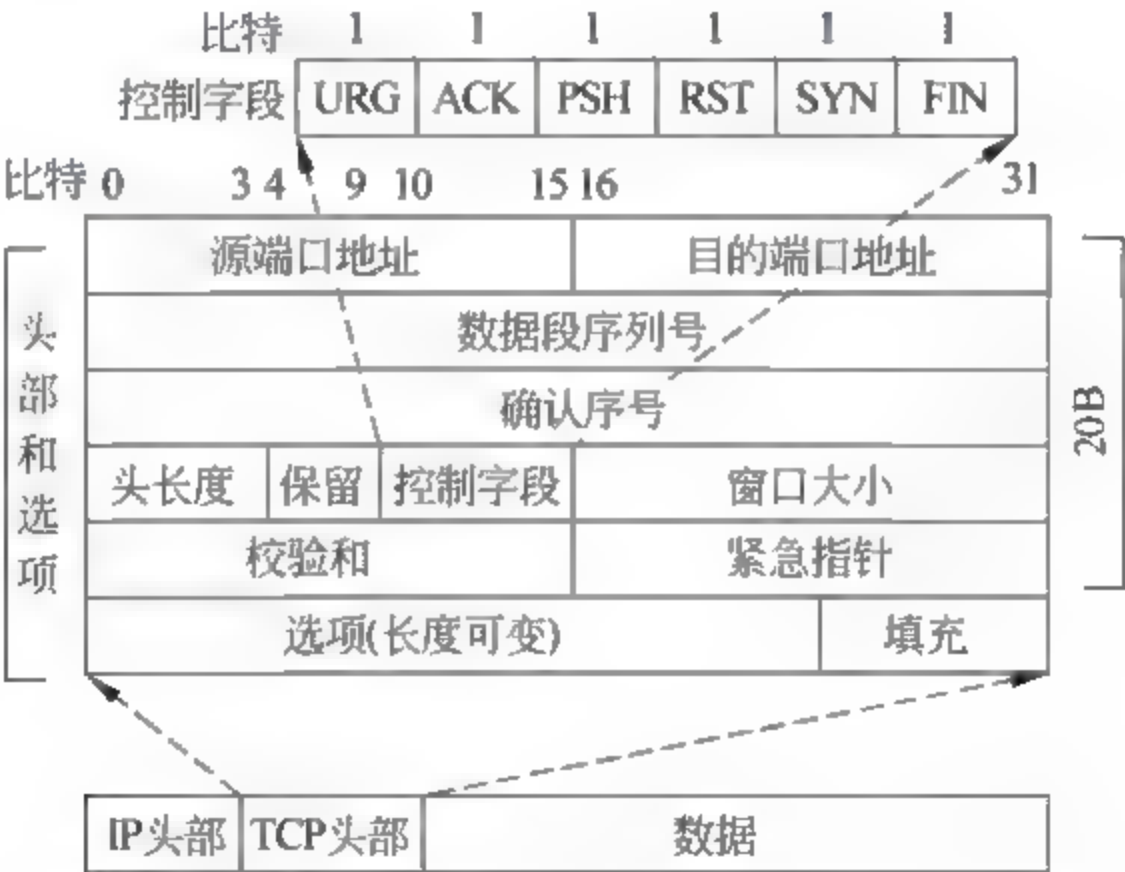 比特 1 1 1 1 1 1
控制字段 URG ACK PSH RST SYN FIN
比特 0 3 4 9 10 15 16 31
源端口地址 目的端口地址
数据段序列号
确认序号
头长度 保留 控制字段 窗口大小
校验和 紧急指针
选项(长度可变) 填充
头部和选项
20B
IP头部 TCP头部 数据